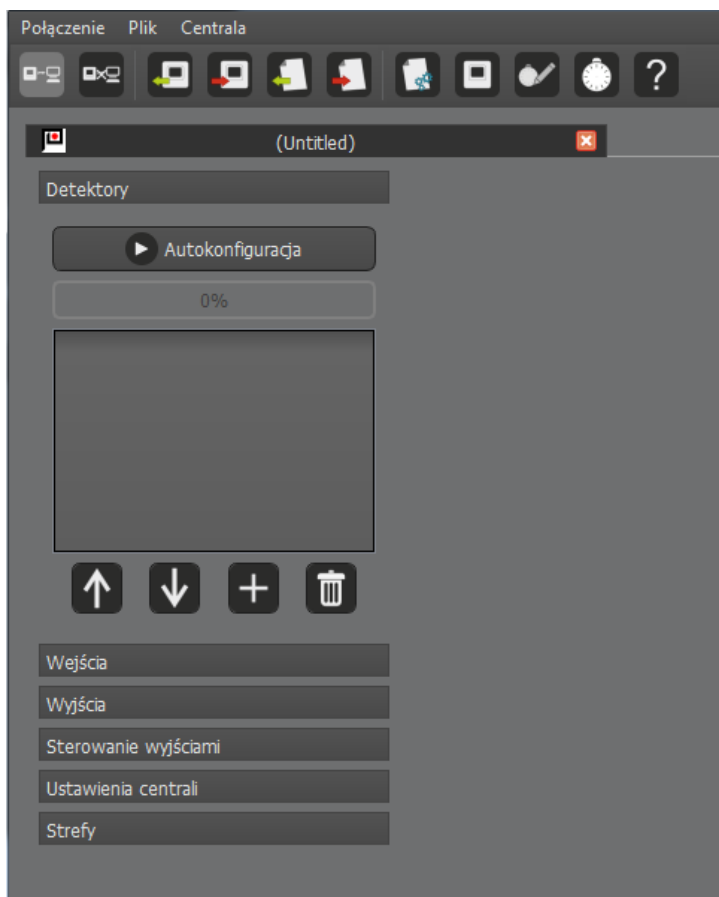 Połączenie Plik Centrala
(Untitled)
Detektory
Autokonfiguracja
0%
Wejścia
Wyjścia
Sterowanie wyjściami
Ustawienia centrali
Strefy